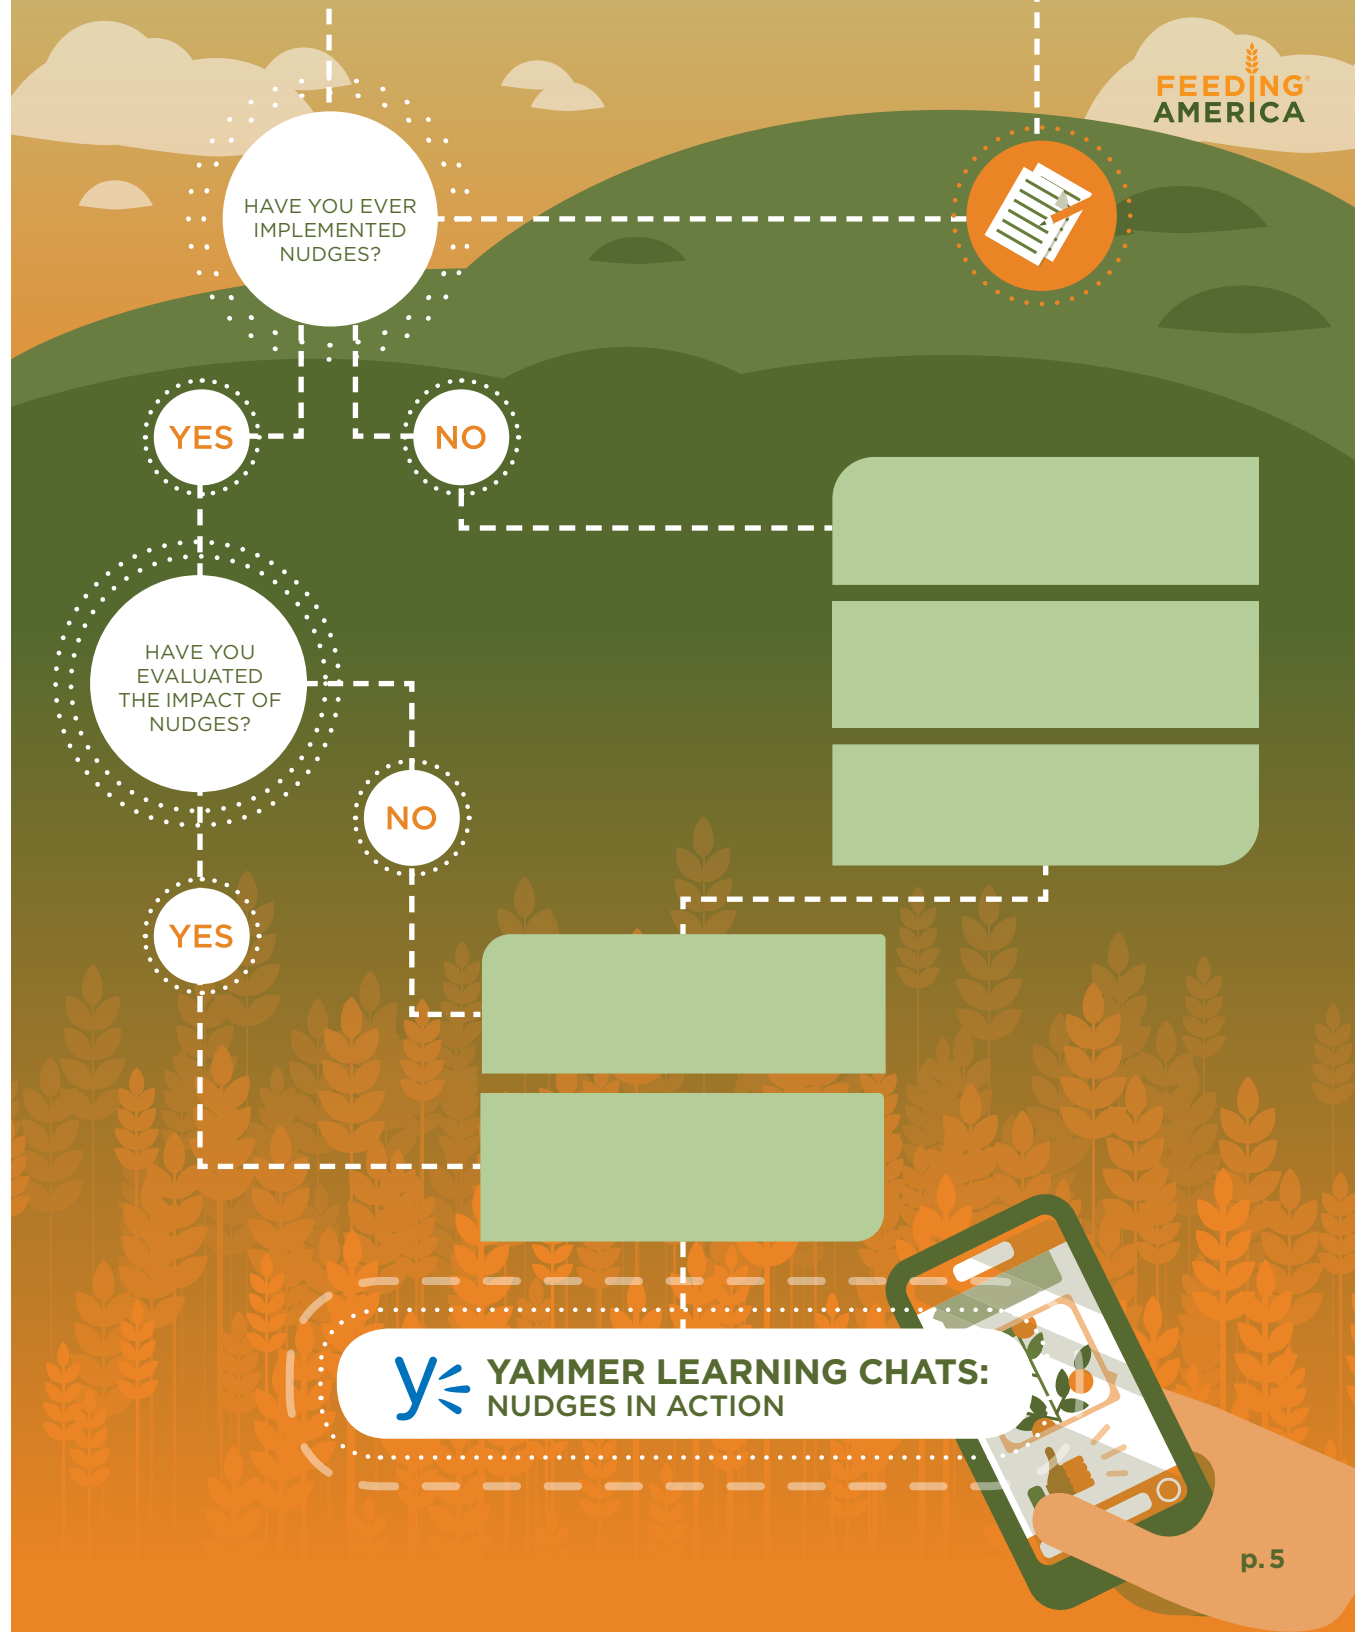 FEEDING®
AMERICA
HAVE YOU EVER
IMPLEMENTED
NUDGES?
YES
NO
HAVE YOU
EVALUATED
THE IMPACT OF
NUDGES?
NO
YES
YAMMER LEARNING CHATS:
NUDGES IN ACTION
p. 5